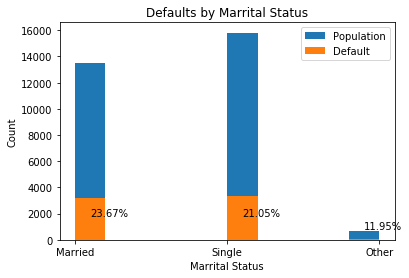 Defaults by Marrital Status
Population
Default
Count
16000
14000
12000
10000
8000
6000
4000
2000
0
23.67%
21.05%
11.95%
Married
Single
Other
Marrital Status